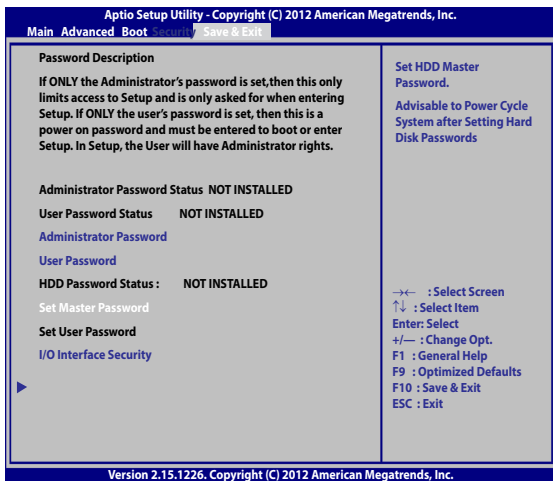 Aptio Setup Utility - Copyright (C) 2012 American Megatrends, Inc.
Main Advanced Boot Security Save & Exit
Password Description
If ONLY the Administrator’s password is set,then this only
limits access to Setup and is only asked for when entering
Setup. If ONLY the user’s password is set, then this is a
power on password and must be entered to boot or enter
Setup. In Setup, the User will have Administrator rights.
Administrator Password Status NOT INSTALLED
User Password Status NOT INSTALLED
Administrator Password
User Password
HDD Password Status : NOT INSTALLED
Set Master Password
Set User Password
I/O Interface Security
Set HDD Master
Password.
Advisable to Power Cycle
System after Setting Hard
Disk Passwords
→← : Select Screen
↑↓ : Select Item
Enter: Select
+/— : Change Opt.
F1 : General Help
F9 : Optimized Defaults
F10 : Save & Exit
ESC : Exit
Version 2.15.1226. Copyright (C) 2012 American Megatrends, Inc.